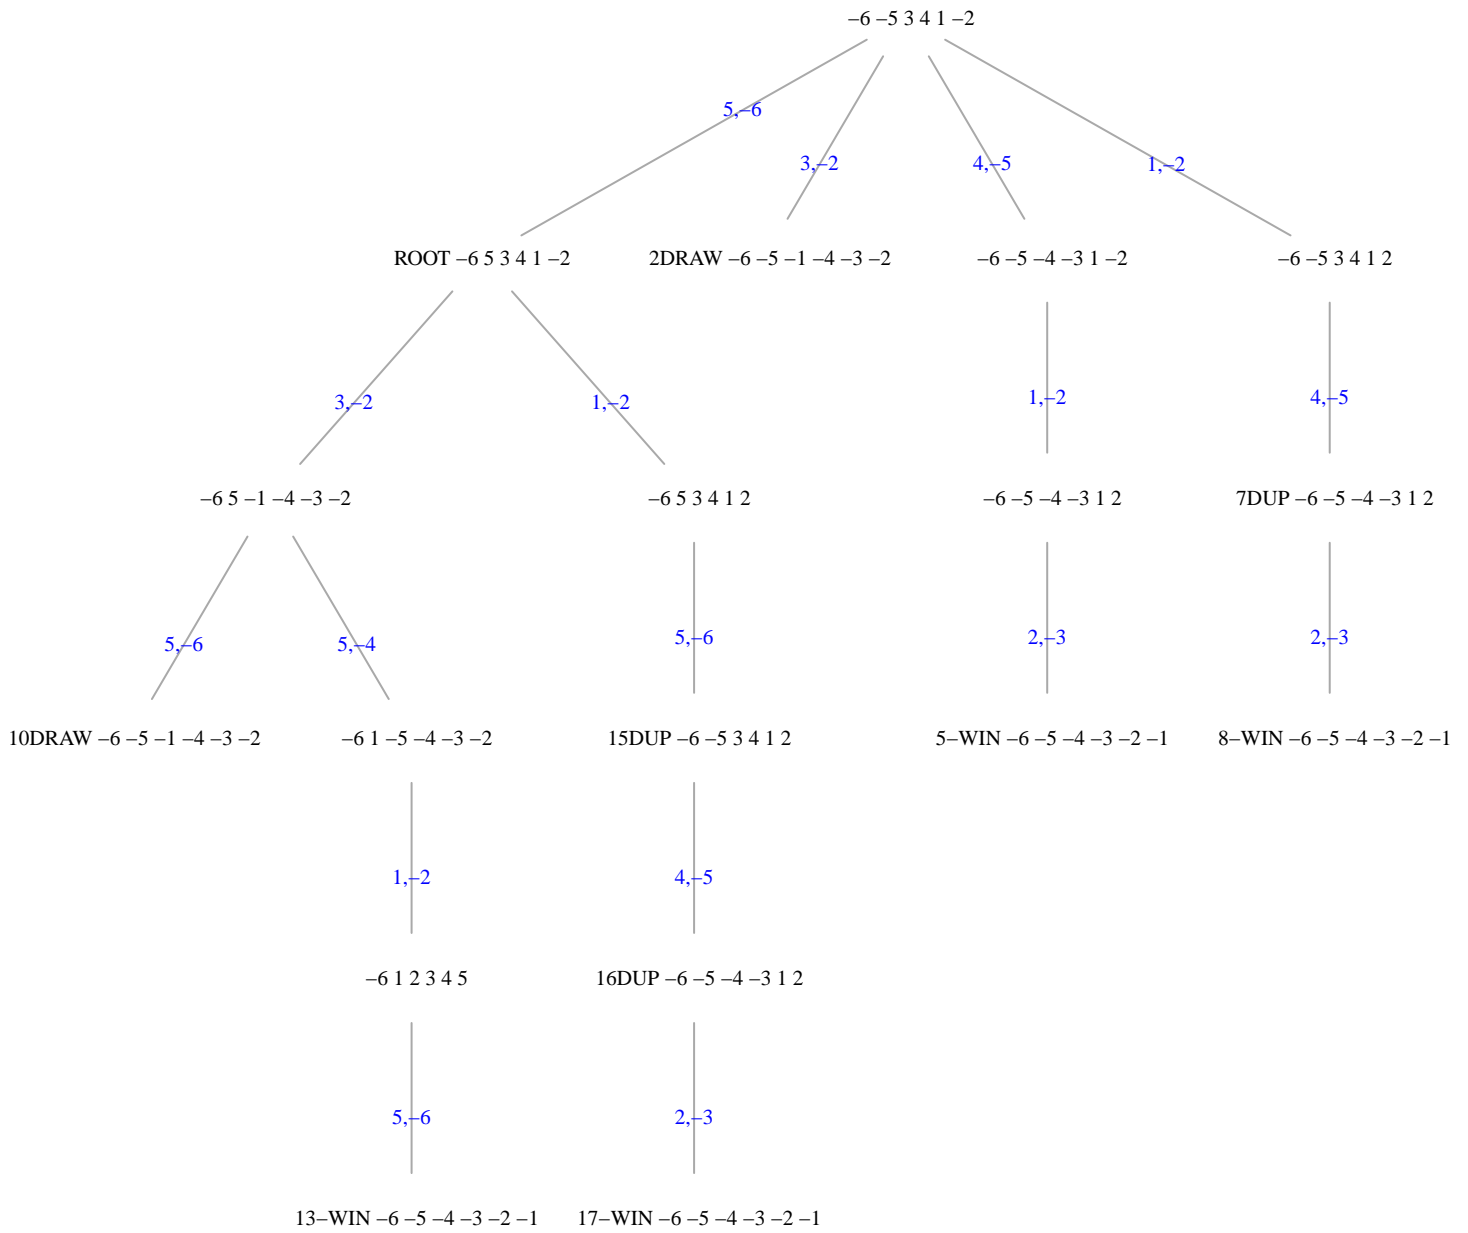 –6 –5 3 4 1 –2
5,–6
3,–2
4,–5
1,–2
ROOT –6 5 3 4 1 –2
2DRAW –6 –5 –1 –4 –3 –2
–6 –5 –4 –3 1 –2
–6 –5 3 4 1 2
3,–2
1,–2
1,–2
4,–5
–6 5 –1 –4 –3 –2
–6 5 3 4 1 2
–6 –5 –4 –3 1 2
7DUP –6 –5 –4 –3 1 2
5,–6
5,–4
5,–6
2,–3
2,–3
10DRAW –6 –5 –1 –4 –3 –2
–6 1 –5 –4 –3 –2
15DUP –6 –5 3 4 1 2
5–WIN –6 –5 –4 –3 –2 –1
8–WIN –6 –5 –4 –3 –2 –1
1,–2
4,–5
–6 1 2 3 4 5
16DUP –6 –5 –4 –3 1 2
5,–6
2,–3
13–WIN –6 –5 –4 –3 –2 –1
17–WIN –6 –5 –4 –3 –2 –1